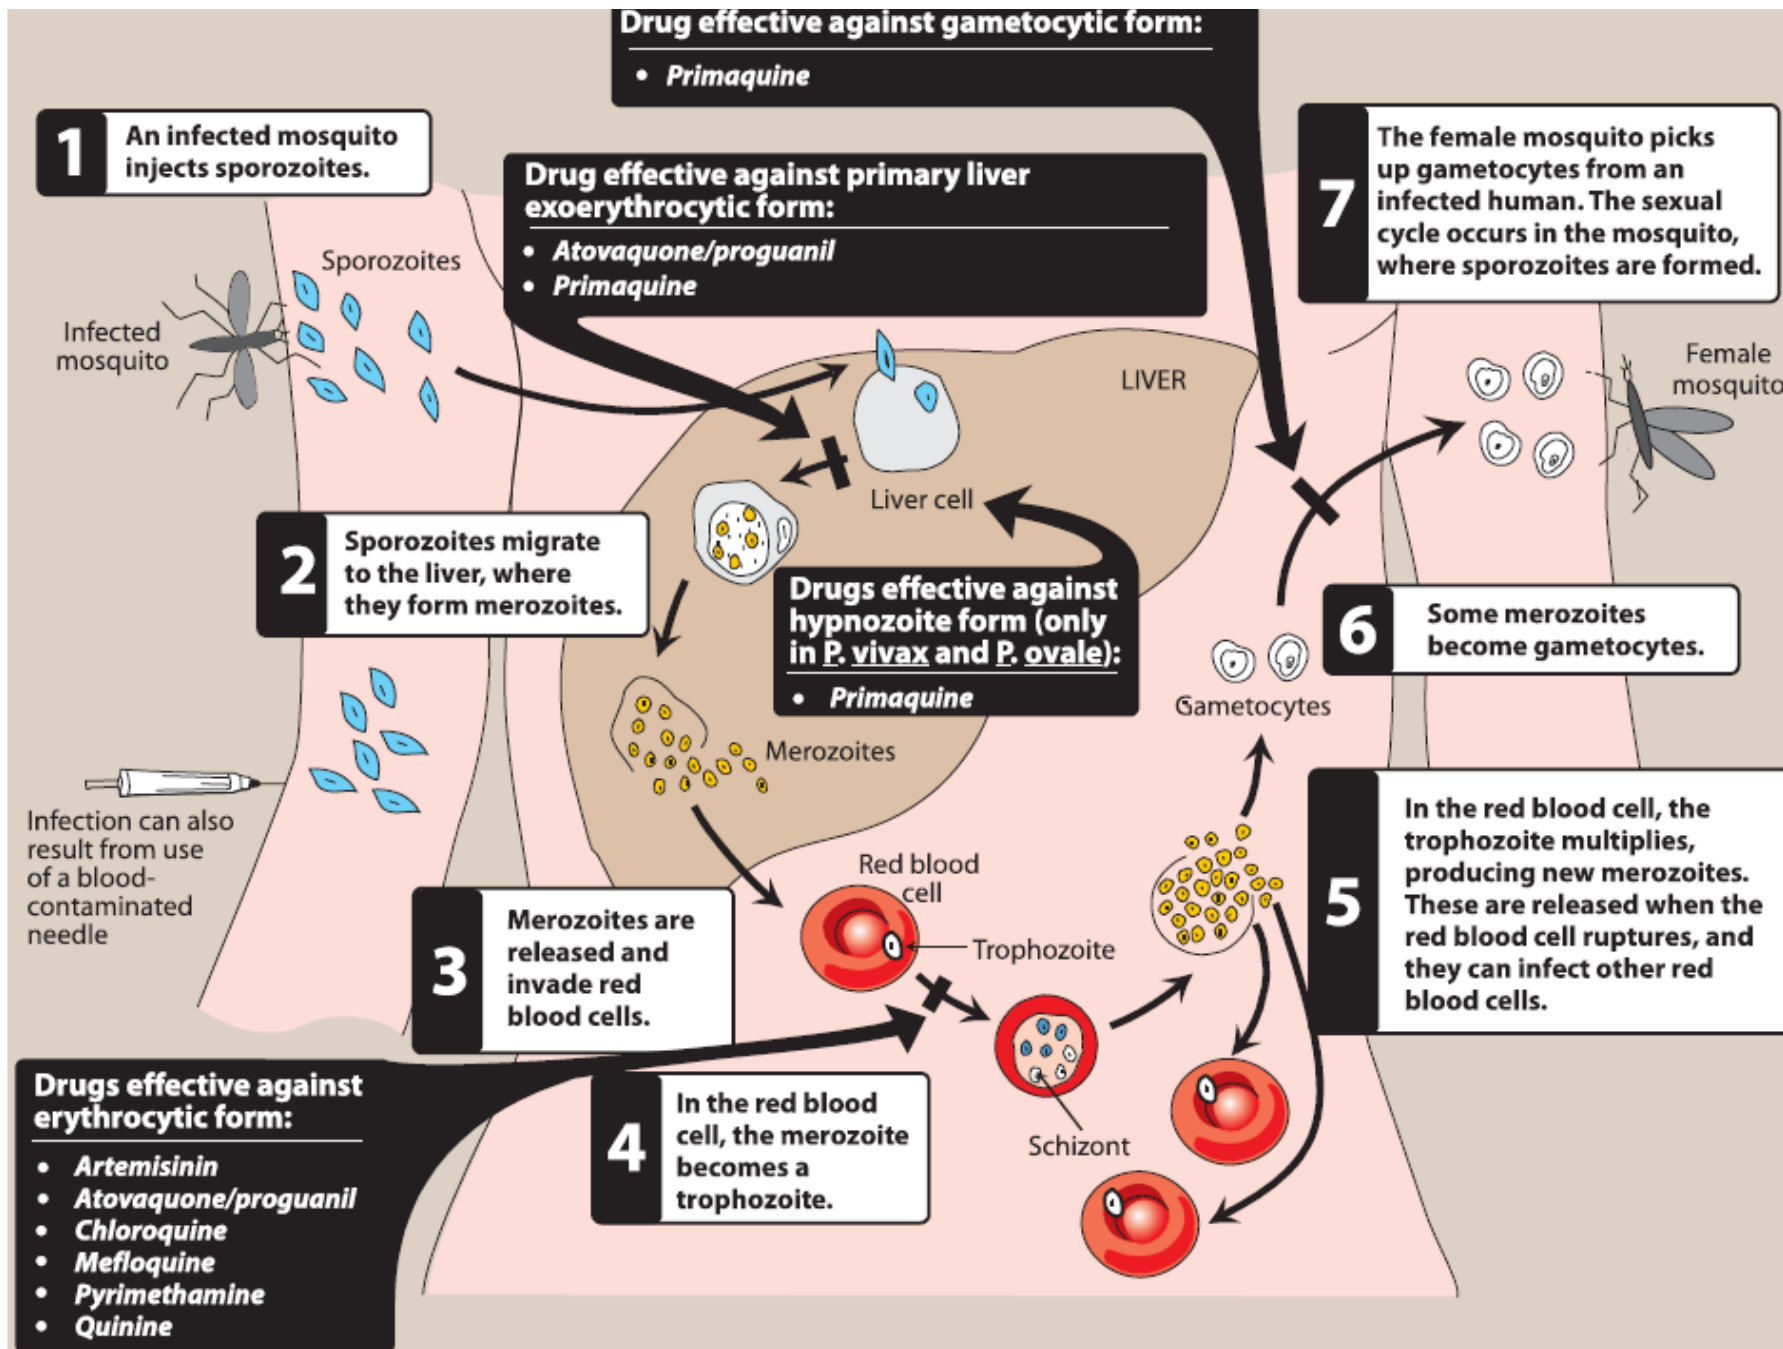 Drug effective against gametocytic form:
• Primaquine
1
An infected mosquito
injects sporozoites.
Drug effective against primary liver
exoerythrocytic form:
• Atovaquone/proguanil
• Primaquine
7
The female mosquito picks
up gametocytes from an
infected human. The sexual
cycle occurs in the mosquito,
where sporozoites are formed.
Sporozoites
Infected
mosquito
LIVER
Female
mosquito
Liver cell
2
Sporozoites migrate
to the liver, where
they form merozoites.
Drugs effective against
hypnozoite form (only
in P. vivax and P. ovale):
• Primaquine
6
Some merozoites
become gametocytes.
Gametocytes
Merozoites
Infection can also
result from use
of a blood-
contaminated
needle
Red blood
cell
5
In the red blood cell, the
trophozoite multiplies,
producing new merozoites.
These are released when the
red blood cell ruptures, and
they can infect other red
blood cells.
3
Merozoites are
released and
invade red
blood cells.
Trophozoite
Drugs effective against
erythrocytic form:
• Artemisinin
• Atovaquone/proguanil
• Chloroquine
• Mefloquine
• Pyrimethamine
• Quinine
4
In the red blood
cell, the merozoite
becomes a
trophozoite.
Schizont